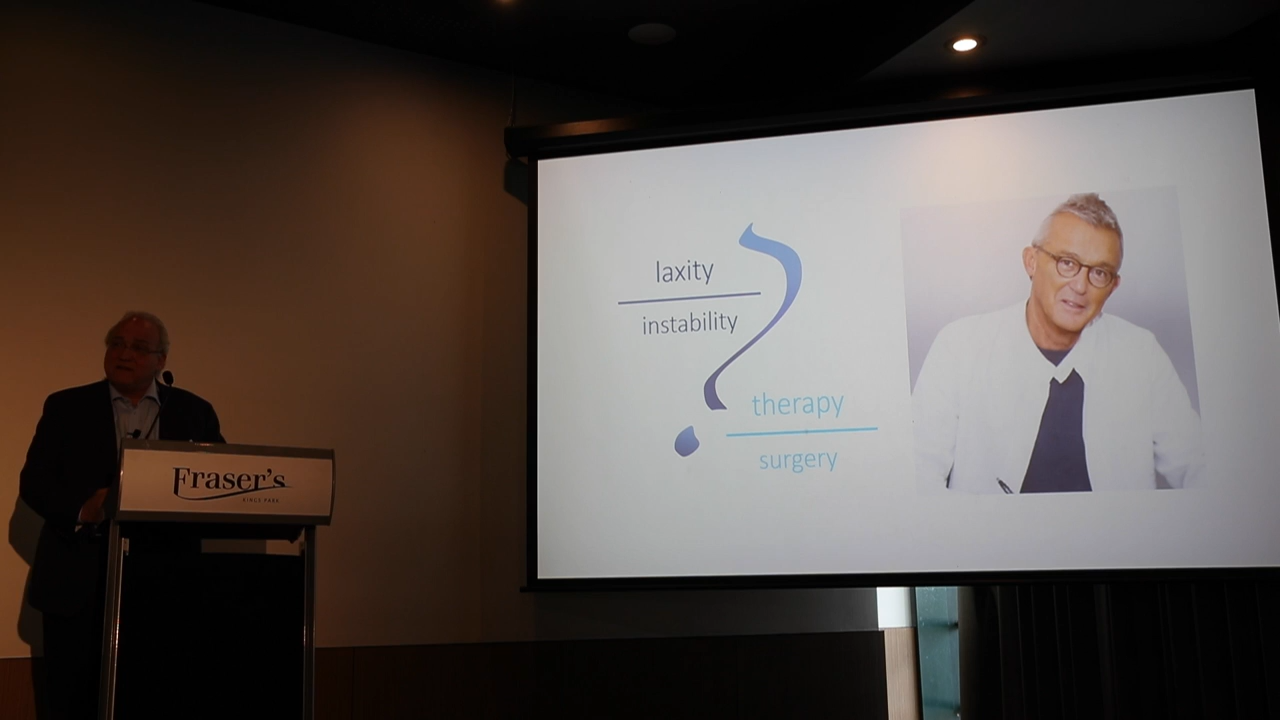 laxity
instability
therapy
surgery
Fraser's